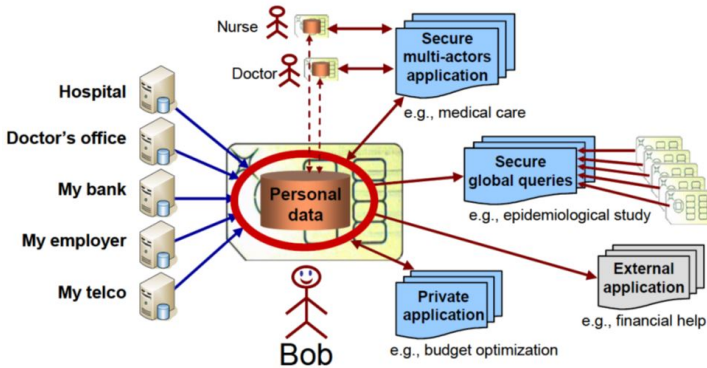 Nurse
Doctor
Secure
multi-actors
application
e.g., medical care
Hospital
Doctor's office
My bank
My employer
My telco
Personal
data
Secure
global queries
e.g., epidemiological study
External
application
e.g., financial help
Private
application
e.g., budget optimization
Bob